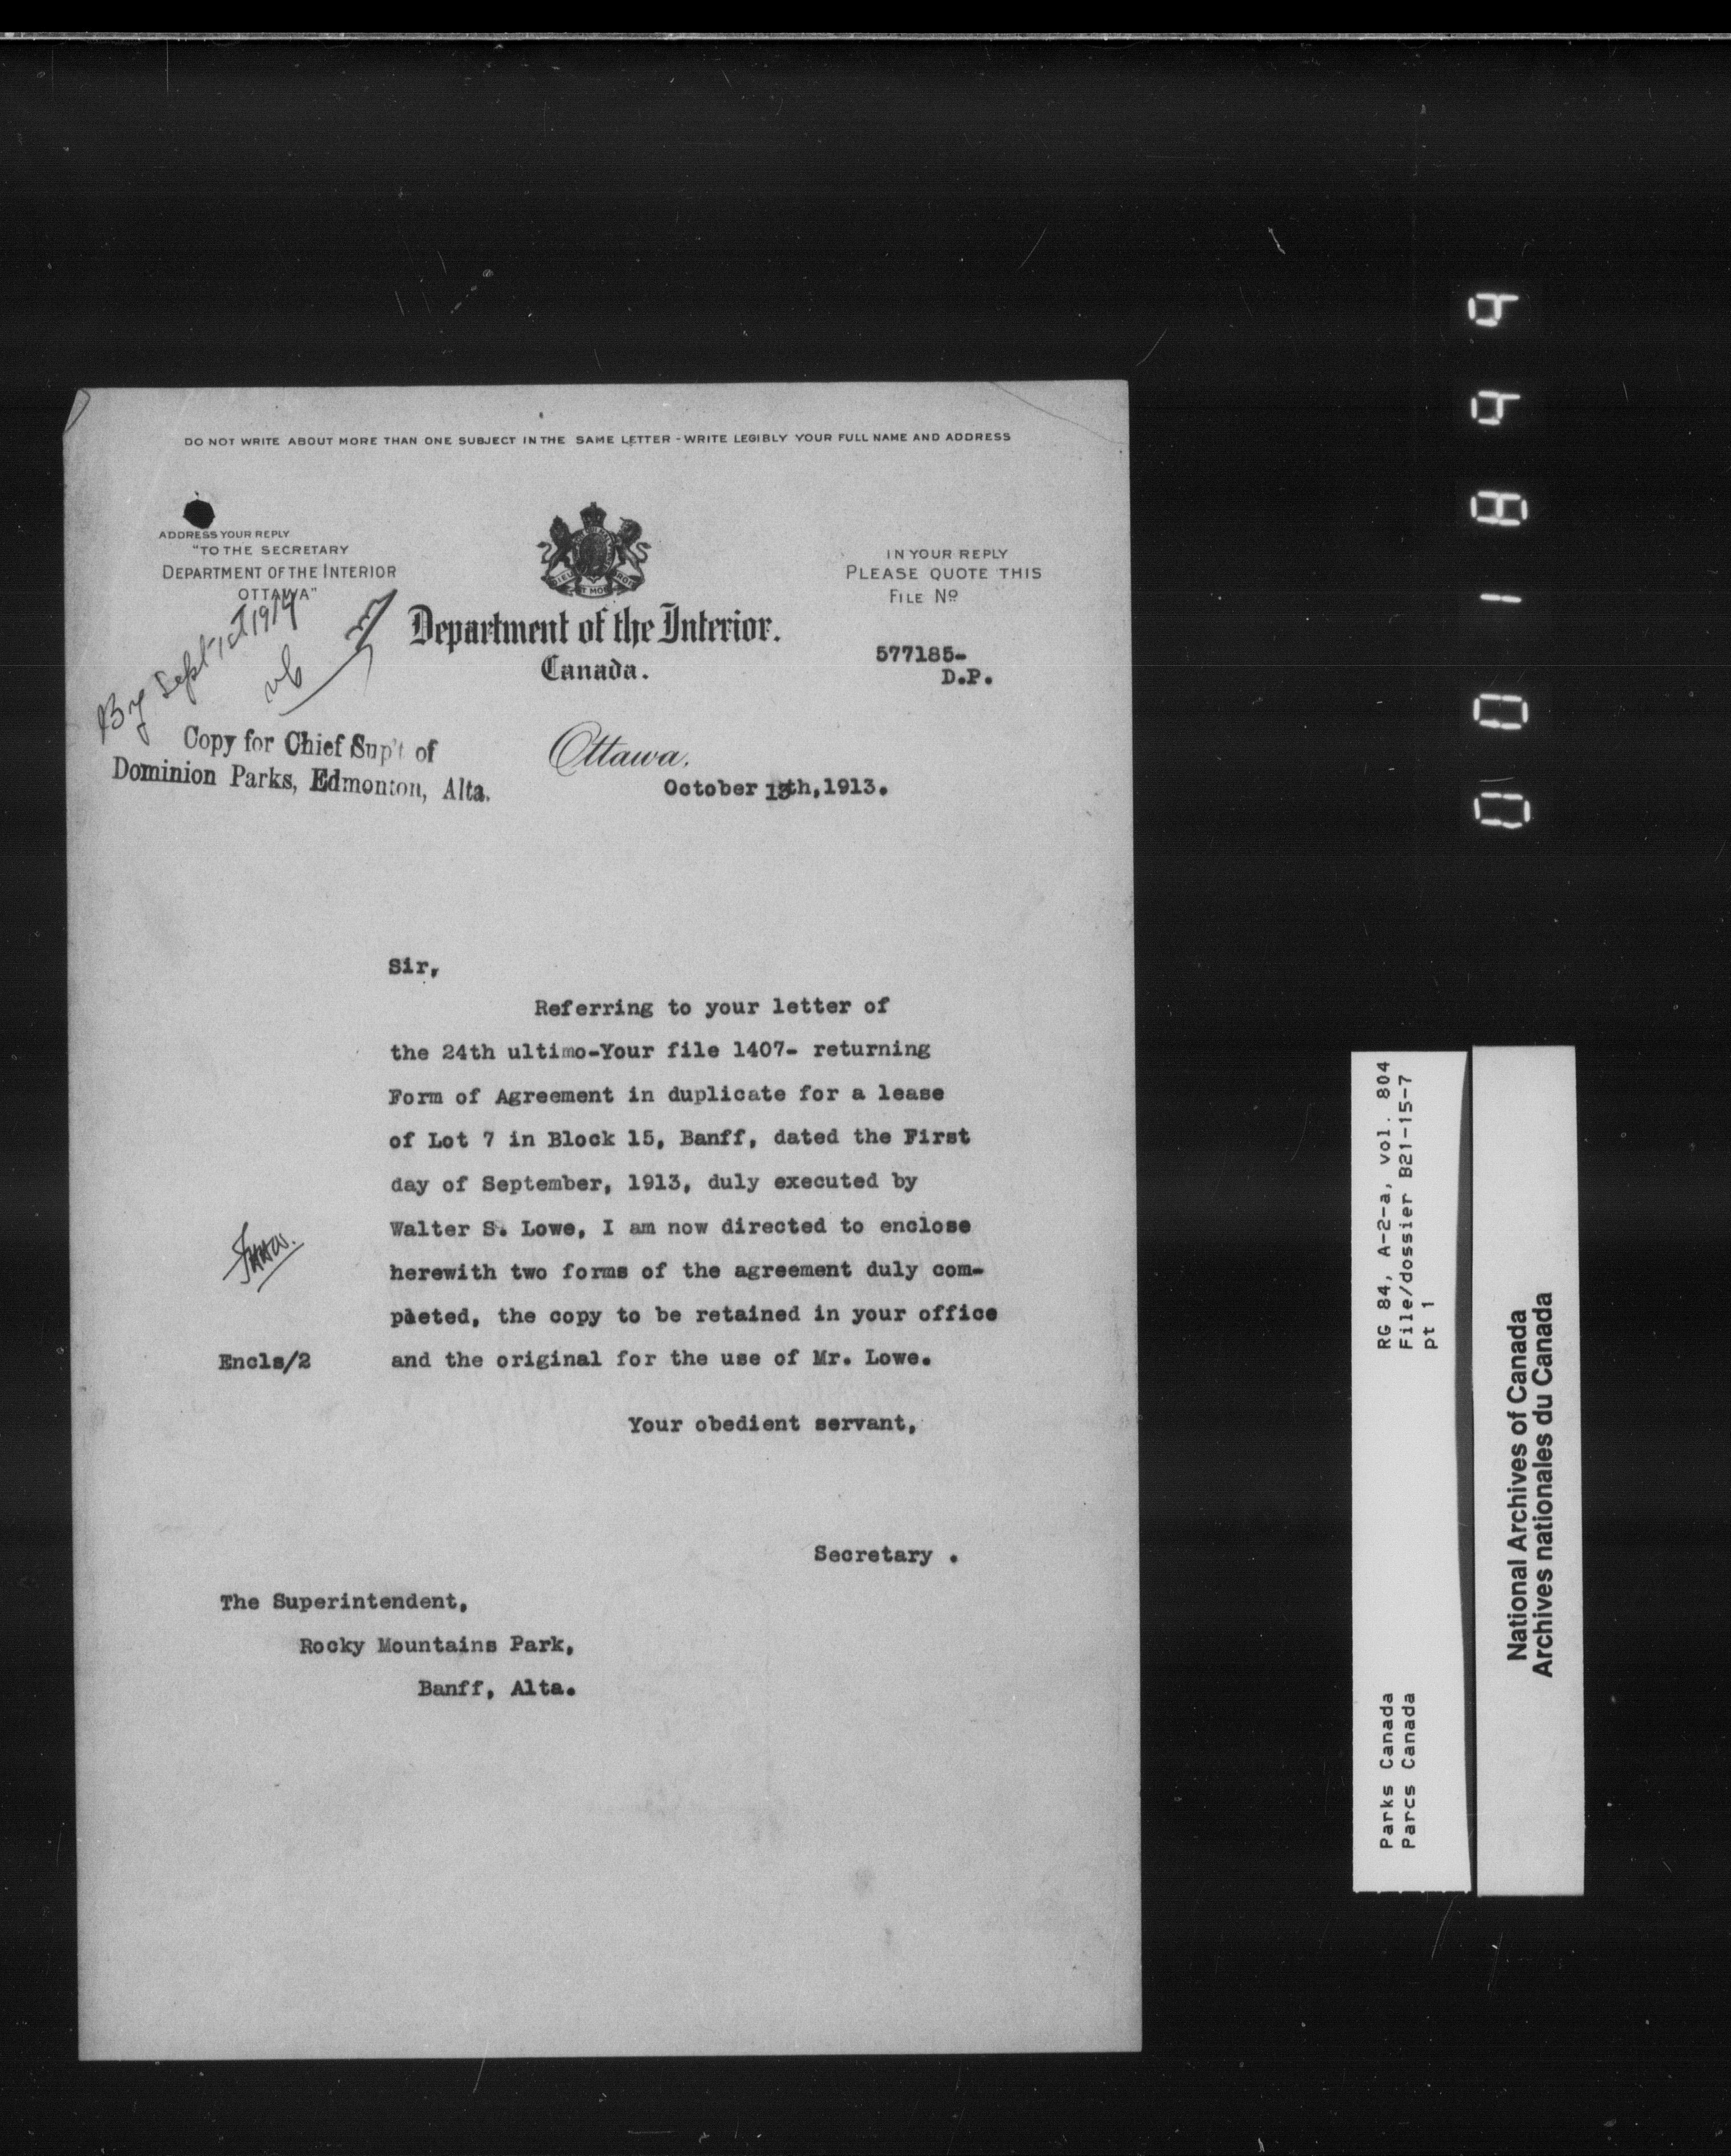 DO NOT WRITE ABOUT MORE THAN ONE SUBJECT IN THE SAME LETTER - WRITE LEGIBLY YOUR FULL NAME AND ADDRESS
ADDRESS YOUR REPLY
"TO THE SECRETARY
DEPARTMENT OF THE INTERIOR
OTTAWA"
IN YOUR REPLY
PLEASE QUOTE THIS
FILE No
577185-
D.P.
DIEU ET MON DROIT
Department of the Interior.
Canada.
By Sept 1st 1914
Copy for Chief Sup't of
Dominion Parks, Edmonton, Alta.
Ottawa,
October th, 1913.
Sir,
Referring to your letter of
the 24th ultimo-Your file 1407- returning
Form of Agreement in duplicate for a lease
of Lot 7 in Block 15, Banff, dated the First
day of September, 1913, duly executed by
Walter S. Lowe, I am now directed to enclose
herewith two forms of the agreement duly com-
pleted, the copy to be retained in your office
Encls/2 and the original for the use of Mr. Lowe.
Your obedient servant,
Secretary .
The Superintendent,
Rocky Mountains Park,
Banff, Alta.
Parks Canada RG 84, A-2-a, vol. 804
Parcs Canada File/dossier B21-15-7
pt 1
National Archives of Canada
Archives nationales du Canada